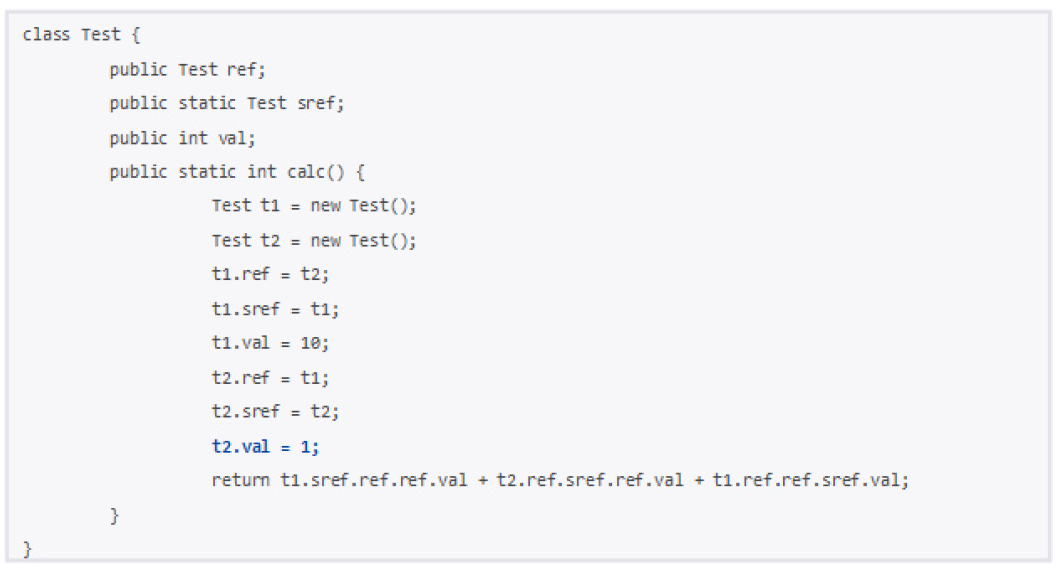 class Test {
public Test ref;
public static Test sref;
public int val;
public static int calc() {
Test t1 = new Test();
Test t2 = new Test();
t1.ref = t2;
t1.sref = t1;
t1.val = 10;
t2.ref = t1;
t2.sref = t2;
t2.val = 1;
return t1.sref.ref.ref.val + t2.ref.sref.ref.val + t1.ref.ref.sref.val;
}
}